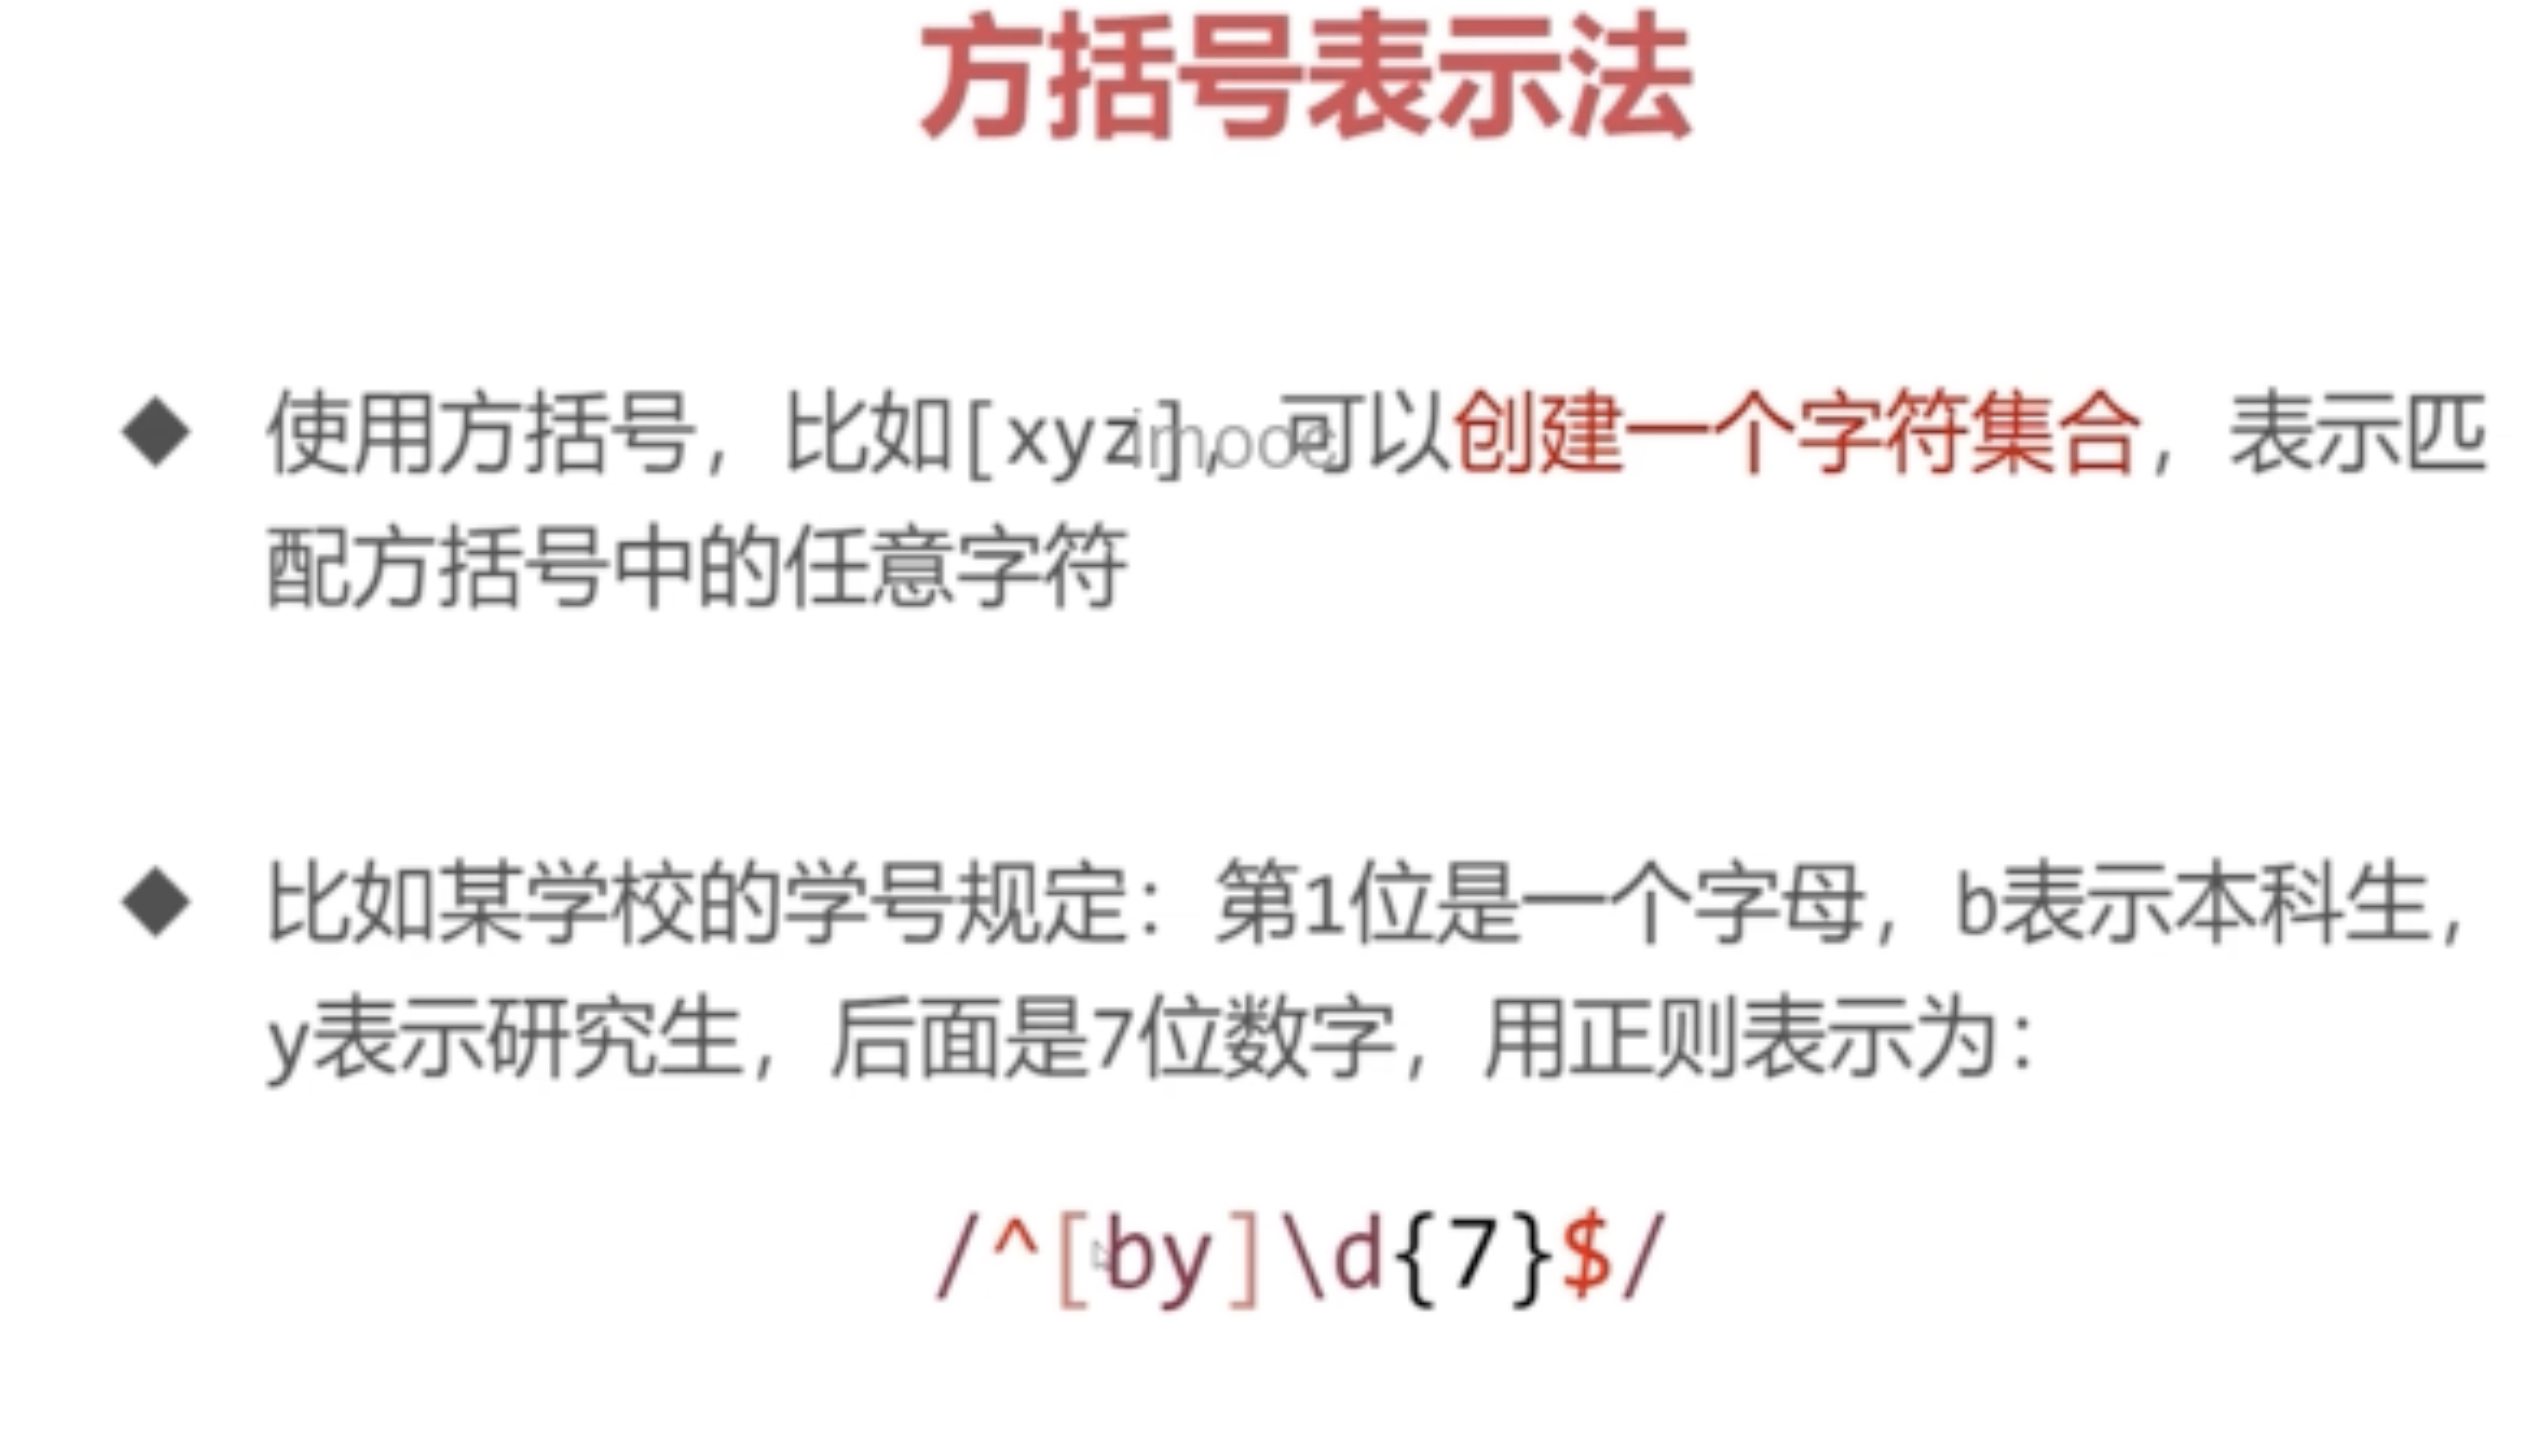 方括号表示法
◆ 使用方括号，比如[xyz]，可以创建一个字符集合，表示匹
配方括号中的任意字符
◆ 比如某学校的学号规定：第1位是一个字母，b表示本科生，
y表示研究生，后面是7位数字，用正则表示为：
/^[by]\d{7}$/